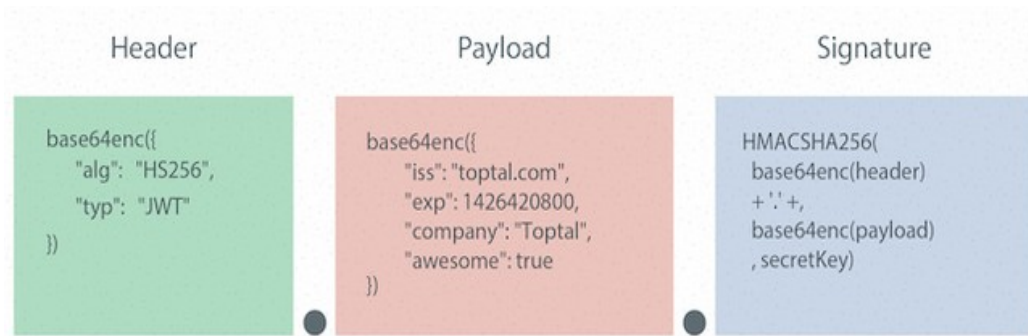 Header
Payload
Signature
base64enc({
"alg": "HS256",
"typ": "JWT"
})
base64enc({
"iss": "toptal.com",
"exp": 1426420800,
"company": "Toptal",
"awesome": true
})
HMACSHA256(
base64enc(header)
+ '.' +,
base64enc(payload)
, secretKey)